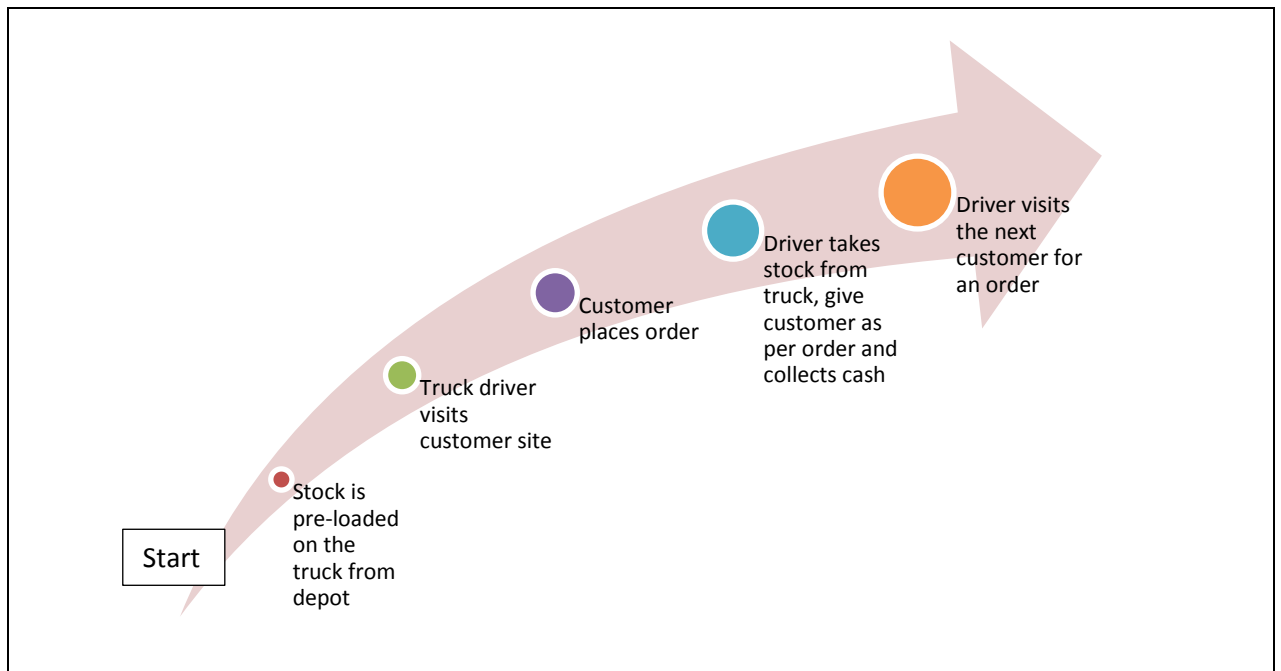 Start
Stock is
pre-loaded
on the
truck from
depot
Truck driver
visits
customer site
Customer
places order
Driver takes
stock from
truck, give
customer as
per order and
collects cash
Driver visits
the next
customer for
an order